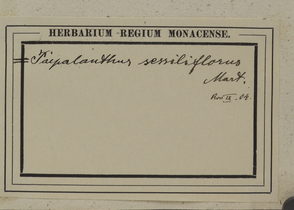 HERBARIUM REGIUM MONACENSE.
= Paepalanthus sessiliflorus
Mart.